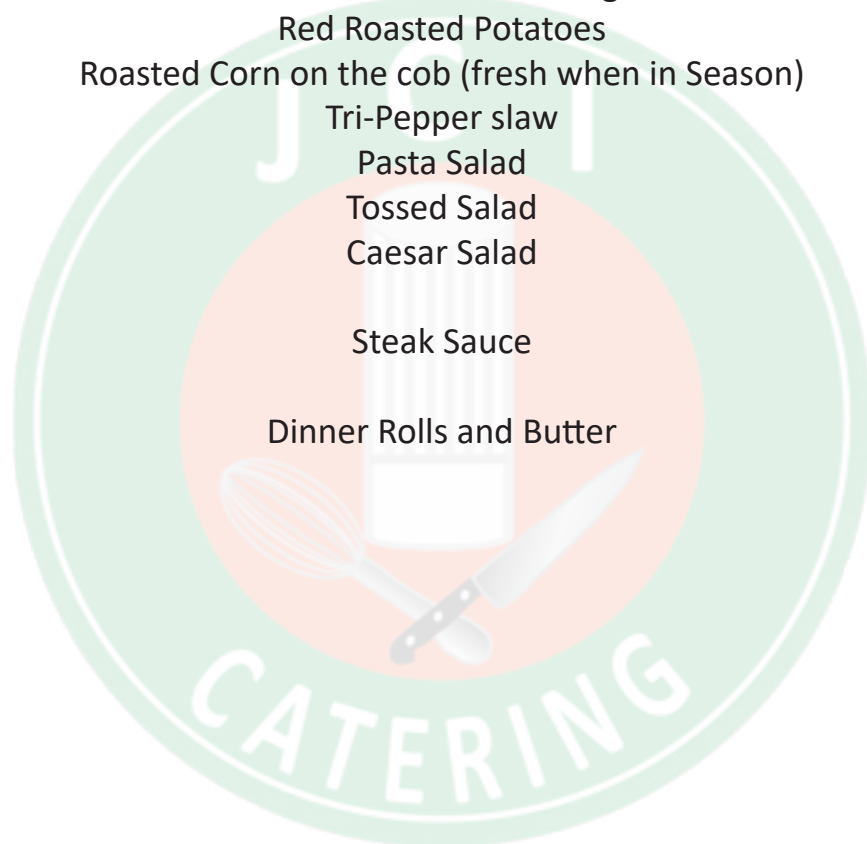 Red Roasted Potatoes
Roasted Corn on the cob (fresh when in Season)
Tri-Pepper slaw
Pasta Salad
Tossed Salad
Caesar Salad
Steak Sauce
Dinner Rolls and Butter
JCI
CATERING